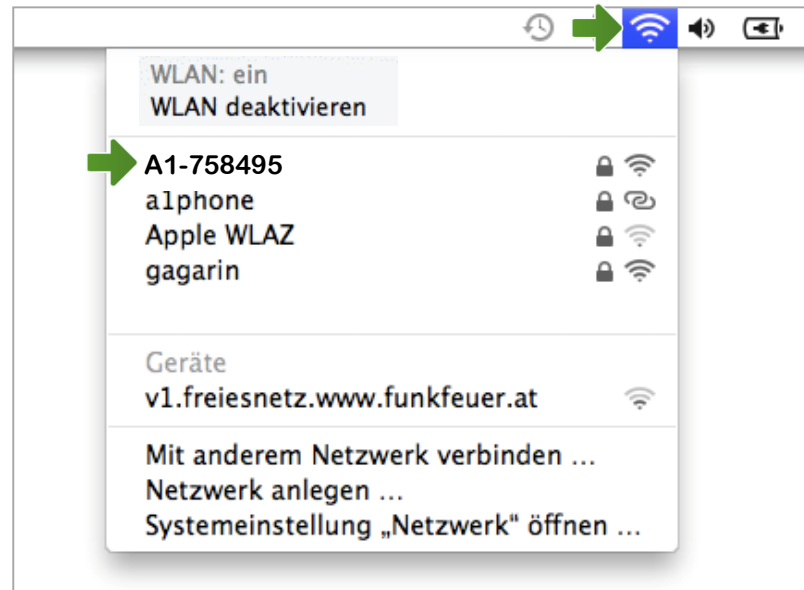 WLAN: ein
WLAN deaktivieren
A1-758495
a1phone
Apple WLAZ
gagarin
Geräte
v1.freiesnetz.www.funkfeuer.at
Mit anderem Netzwerk verbinden …
Netzwerk anlegen …
Systemeinstellung „Netzwerk“ öffnen …